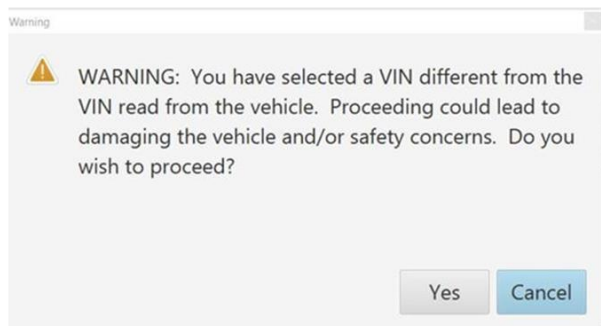 Warning
WARNING: You have selected a VIN different from the
VIN read from the vehicle. Proceeding could lead to
damaging the vehicle and/or safety concerns. Do you
wish to proceed?
Yes
Cancel